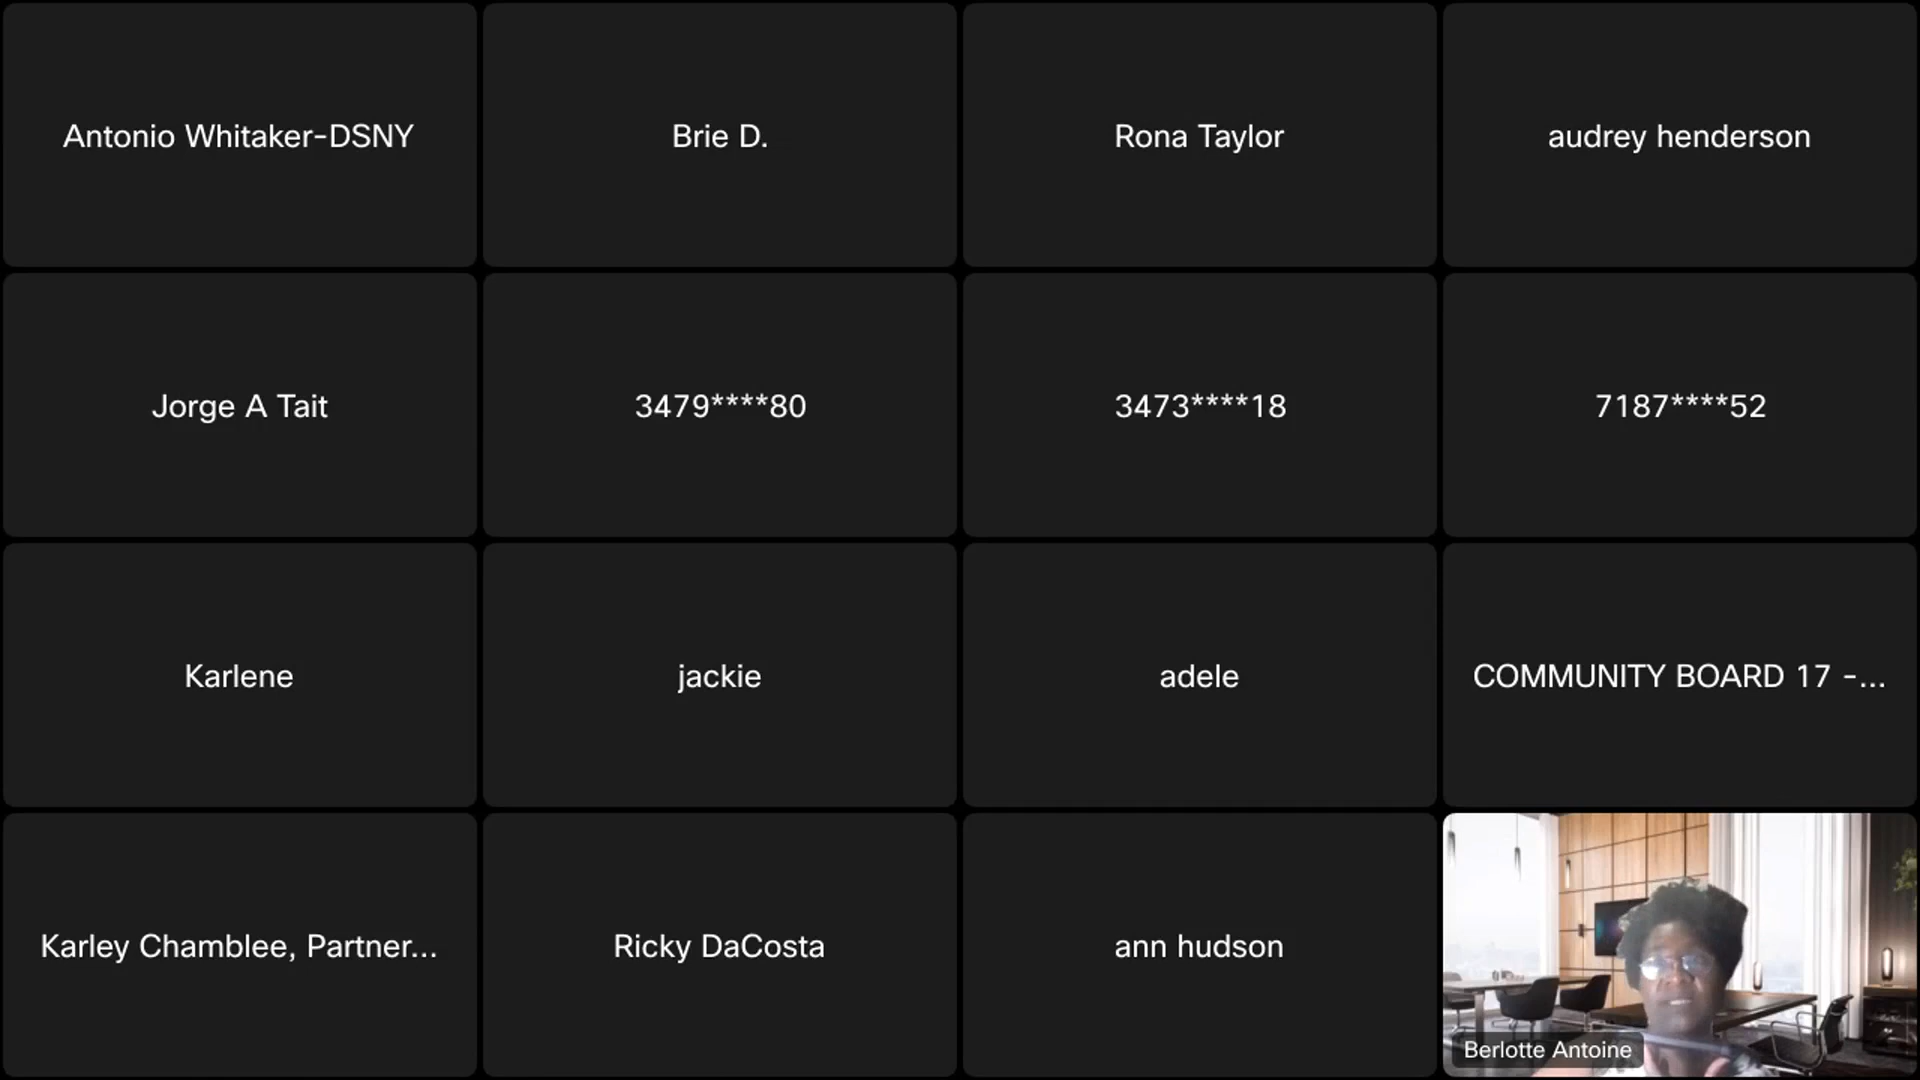 Antonio Whitaker-DSNY
Brie D.
Rona Taylor
audrey henderson
Jorge A Tait
3479****80
3473****18
7187****52
Karlene
jackie
adele
COMMUNITY BOARD 17 -...
Karley Chamblee, Partner...
Ricky DaCosta
ann hudson
Berlotte Antoine